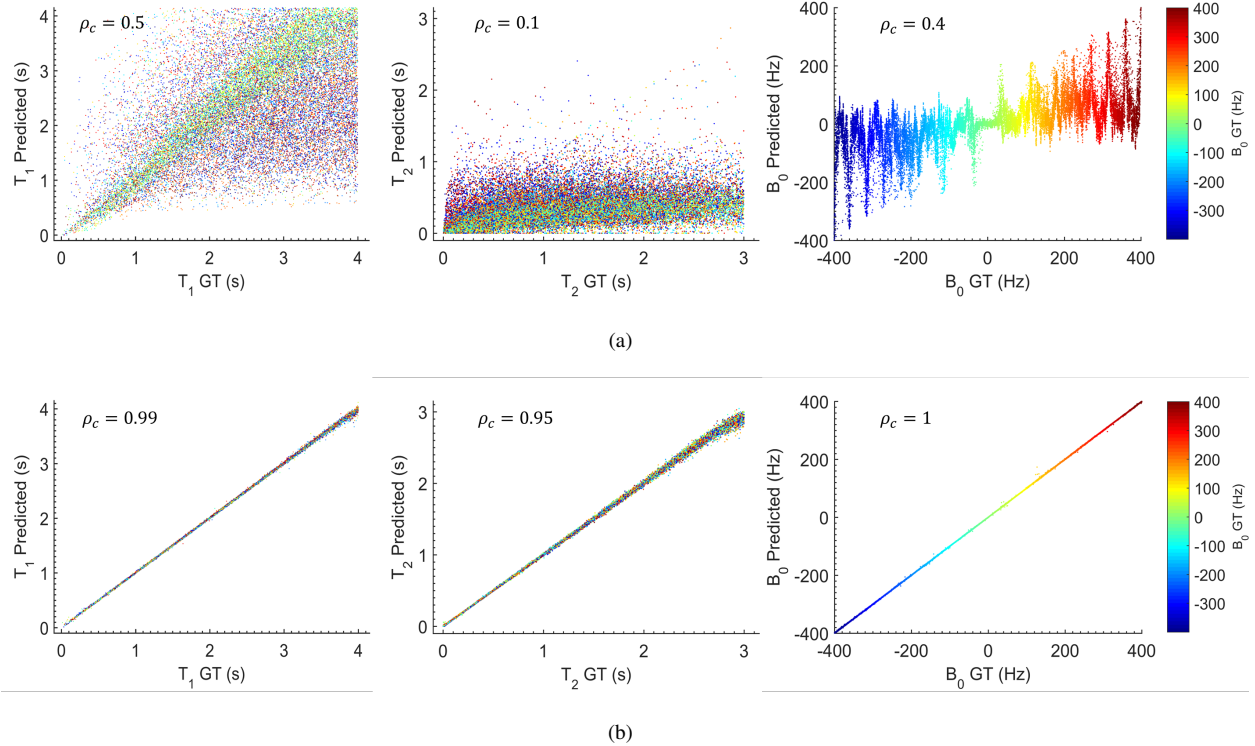 ρc = 0.5
4
3
2
1
0
T1 Predicted (s)
0 1 2 3 4
T1 GT (s)
ρc = 0.1
3
2
1
0
T2 Predicted (s)
0 1 2 3
T2 GT (s)
ρc = 0.4
400
200
0
-200
-400
B0 Predicted (Hz)
-400 -200 0 200 400
B0 GT (Hz)
400
300
200
100
0
-100
-200
-300
B0 GT (Hz)
(a)
ρc = 0.99
4
3
2
1
0
T1 Predicted (s)
0 1 2 3 4
T1 GT (s)
ρc = 0.95
3
2
1
0
T2 Predicted (s)
0 1 2 3
T2 GT (s)
ρc = 1
400
200
0
-200
-400
B0 Predicted (Hz)
-400 -200 0 200 400
B0 GT (Hz)
400
300
200
100
0
-100
-200
-300
B0 GT (Hz)
(b)